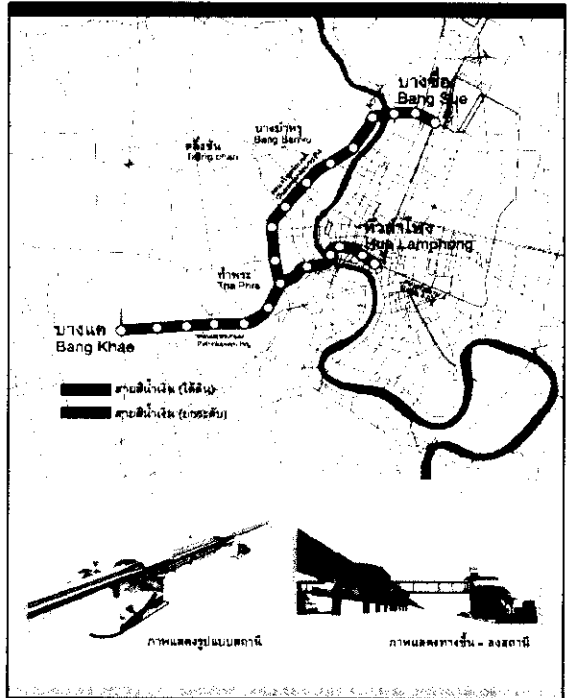 บางซื่อ
Bang Sue
บางบำหรุ
Bang Bamru
ตลิ่งชัน
หัวลำโพง
Hua Lamphong
ท่าพระ
Tha Phra
บางแค
Bang Khae
สายสีน้ำเงิน (ใต้ดิน)
สายสีน้ำเงิน (ยกระดับ)
ภาพแสดงรูปแบบสถานี
ภาพแสดงทางขึ้น - ลงสถานี